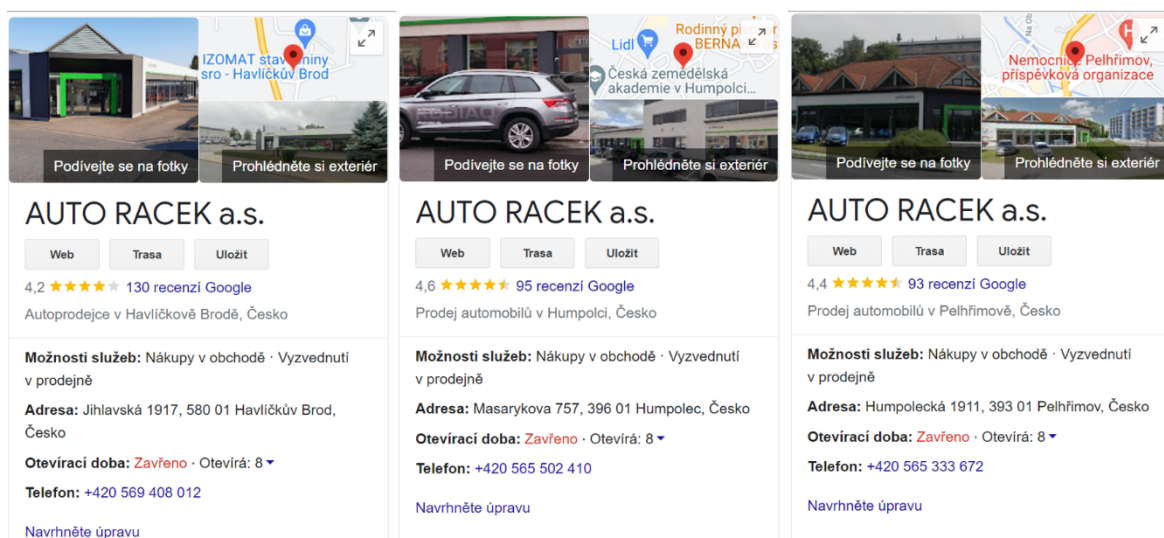 IZOMAT stav
niny
sro - Havlíčkův Brod
Podívejte se na fotky
Prohlédněte si exteriér
AUTO RACEK a.s.
Web
Trasa
Uložit
4,2
130 recenzí Google
Autoprodejce v Havlíčkově Brodě, Česko
Možnosti služeb: Nákupy v obchodě · Vyzvednutí
v prodejně
Adresa: Jihlavská 1917, 580 01 Havlíčkův Brod,
Česko
Otevírací doba: Zavřeno · Otevírá: 8
Telefon: +420 569 408 012
Navrhněte úpravu
Lidl
Rodinný pivo
BERNA
Česká zemědělská
akademie v Humpolci...
Podívejte se na fotky
Prohlédněte si exteriér
AUTO RACEK a.s.
Web
Trasa
Uložit
4,6
95 recenzí Google
Prodej automobilů v Humpolci, Česko
Možnosti služeb: Nákupy v obchodě · Vyzvednutí
v prodejně
Adresa: Masarykova 757, 396 01 Humpolec, Česko
Otevírací doba: Zavřeno · Otevírá: 8
Telefon: +420 565 502 410
Navrhněte úpravu
Na Ob
H
Nemocnice Pelhřimov,
příspěvková organizace
Podívejte se na fotky
Prohlédněte si exteriér
AUTO RACEK a.s.
Web
Trasa
Uložit
4,4
93 recenzí Google
Prodej automobilů v Pelhřimově, Česko
Možnosti služeb: Nákupy v obchodě · Vyzvednutí
v prodejně
Adresa: Humpolecká 1911, 393 01 Pelhřimov, Česko
Otevírací doba: Zavřeno · Otevírá: 8
Telefon: +420 565 333 672
Navrhněte úpravu